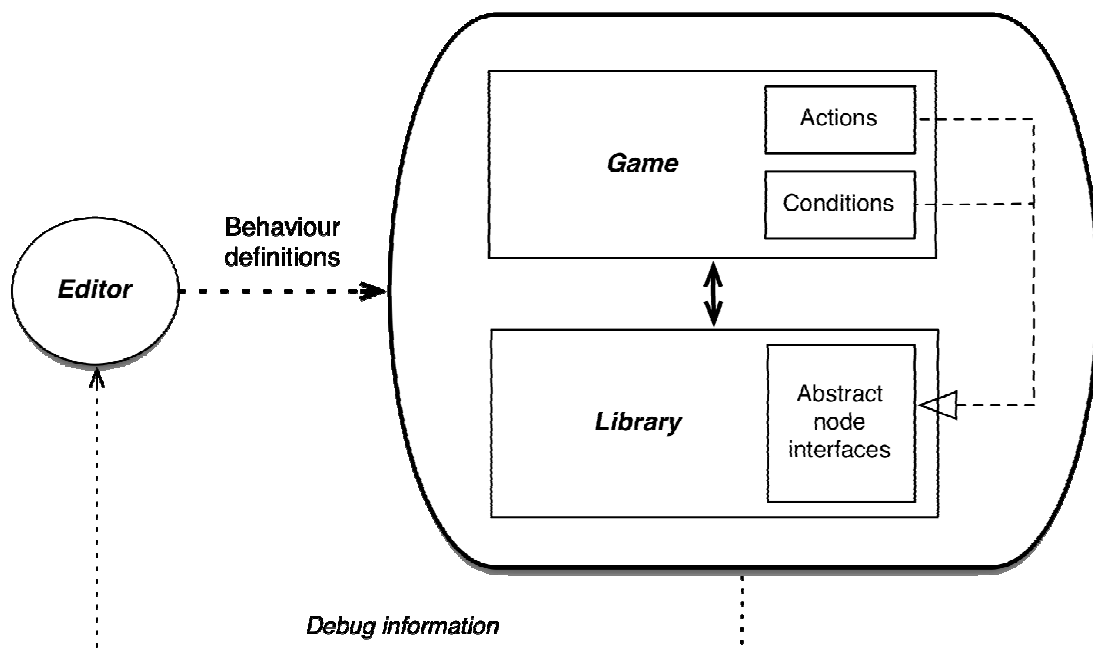 Actions
Game
Conditions
Behaviour
definitions
Editor
Abstract
node
interfaces
Library
Debug information